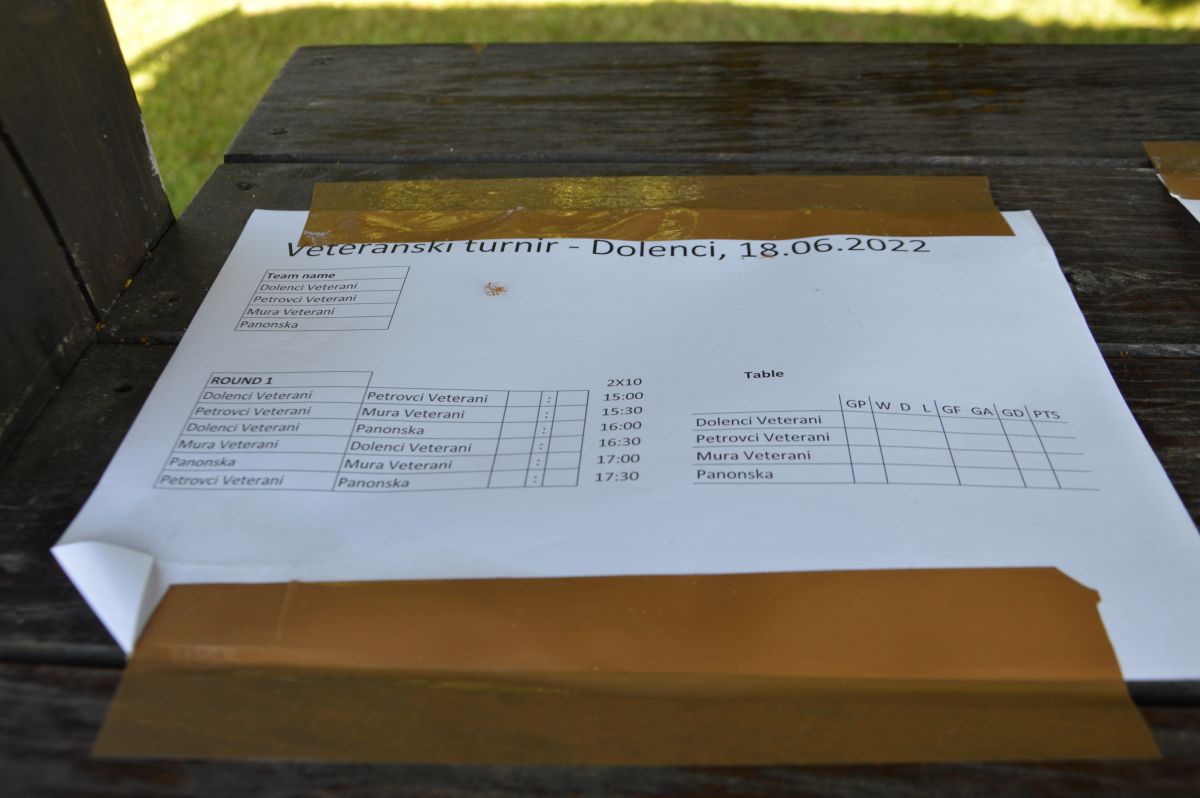 Veteranski turnir - Dolenci, 18.06.2022
Team name
Dolenci Veterani
Petrovci Veterani
Mura Veterani
Panonska
ROUND 1 2X10
Dolenci Veterani Petrovci Veterani : 15:00
Petrovci Veterani Mura Veterani : 15:30
Dolenci Veterani Panonska : 16:00
Mura Veterani Dolenci Veterani : 16:30
Panonska Mura Veterani : 17:00
Petrovci Veterani Panonska : 17:30
Table
GP W D L GF GA GD PTS
Dolenci Veterani
Petrovci Veterani
Mura Veterani
Panonska